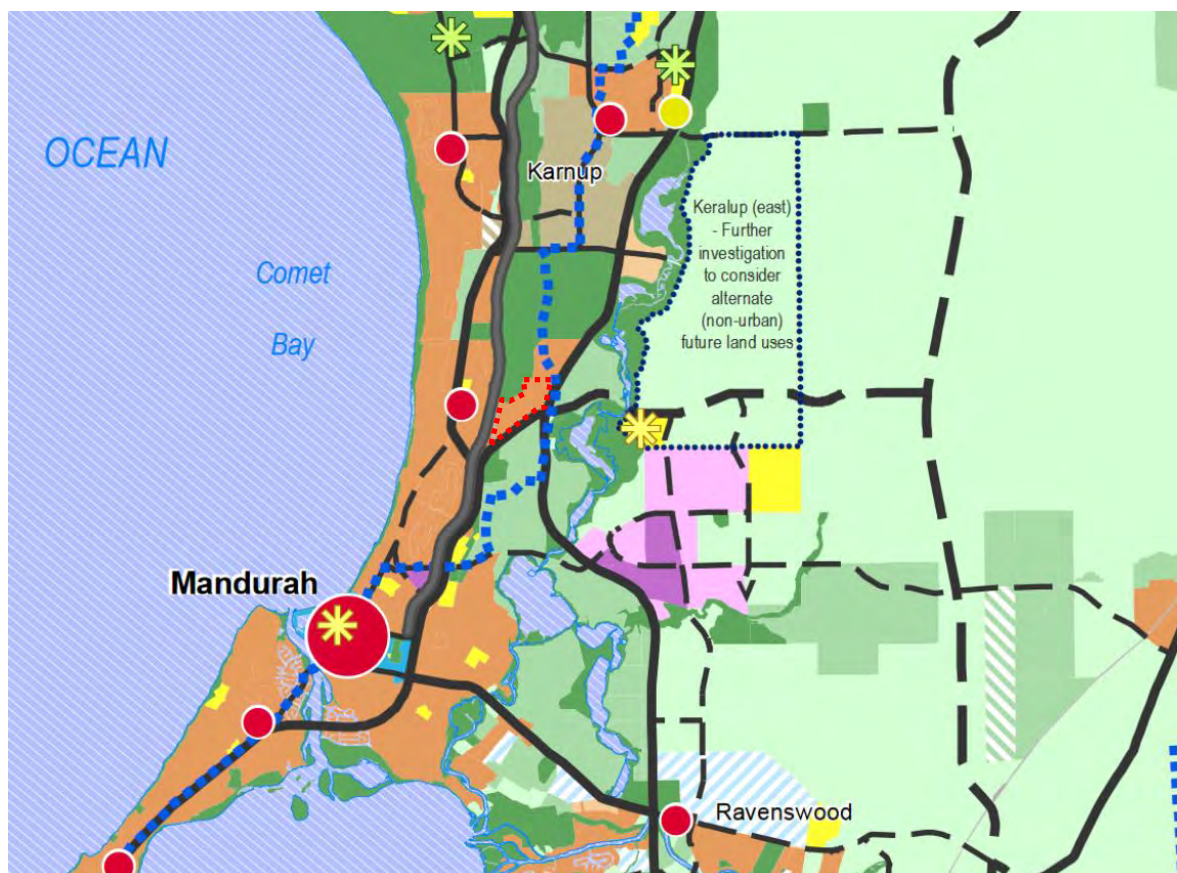 OCEAN
Karnup
Keralup (east)
- Further
investigation
to consider
alternate
(non-urban)
future land uses
Comet
Bay
Mandurah
Ravenswood